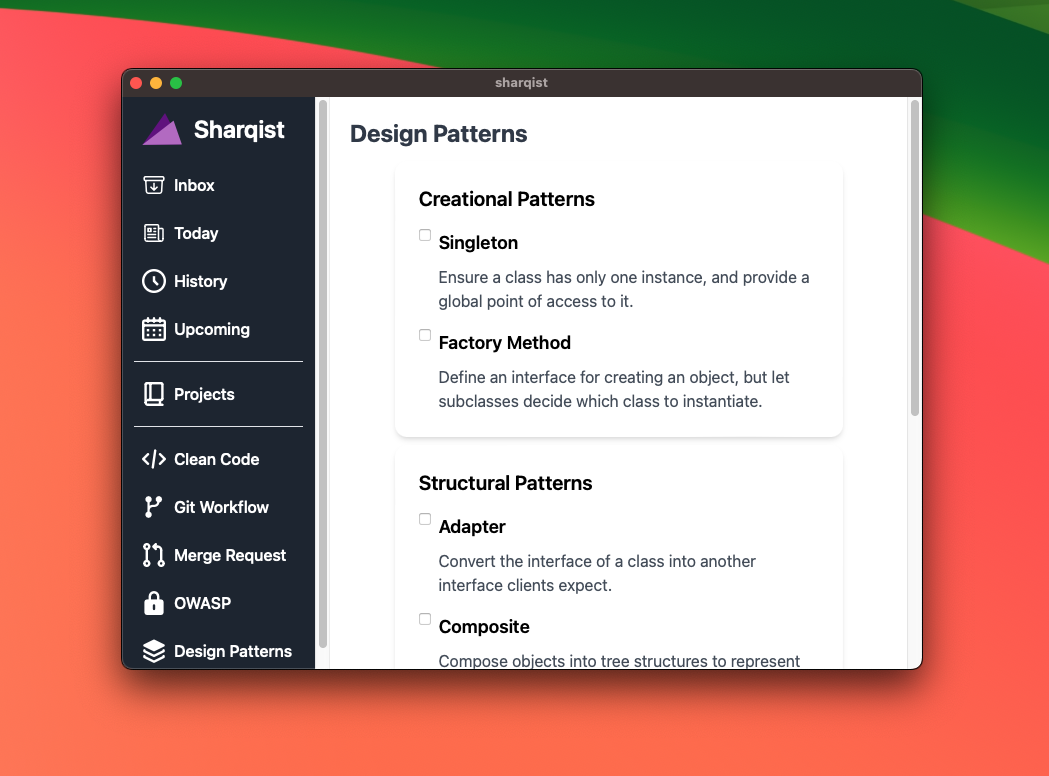 sharqist
Sharqist
Inbox
Today
History
Upcoming
Projects
Clean Code
Git Workflow
Merge Request
OWASP
Design Patterns
Design Patterns
Creational Patterns
Singleton
Ensure a class has only one instance, and provide a
global point of access to it.
Factory Method
Define an interface for creating an object, but let
subclasses decide which class to instantiate.
Structural Patterns
Adapter
Convert the interface of a class into another
interface clients expect.
Composite
Compose objects into tree structures to represent